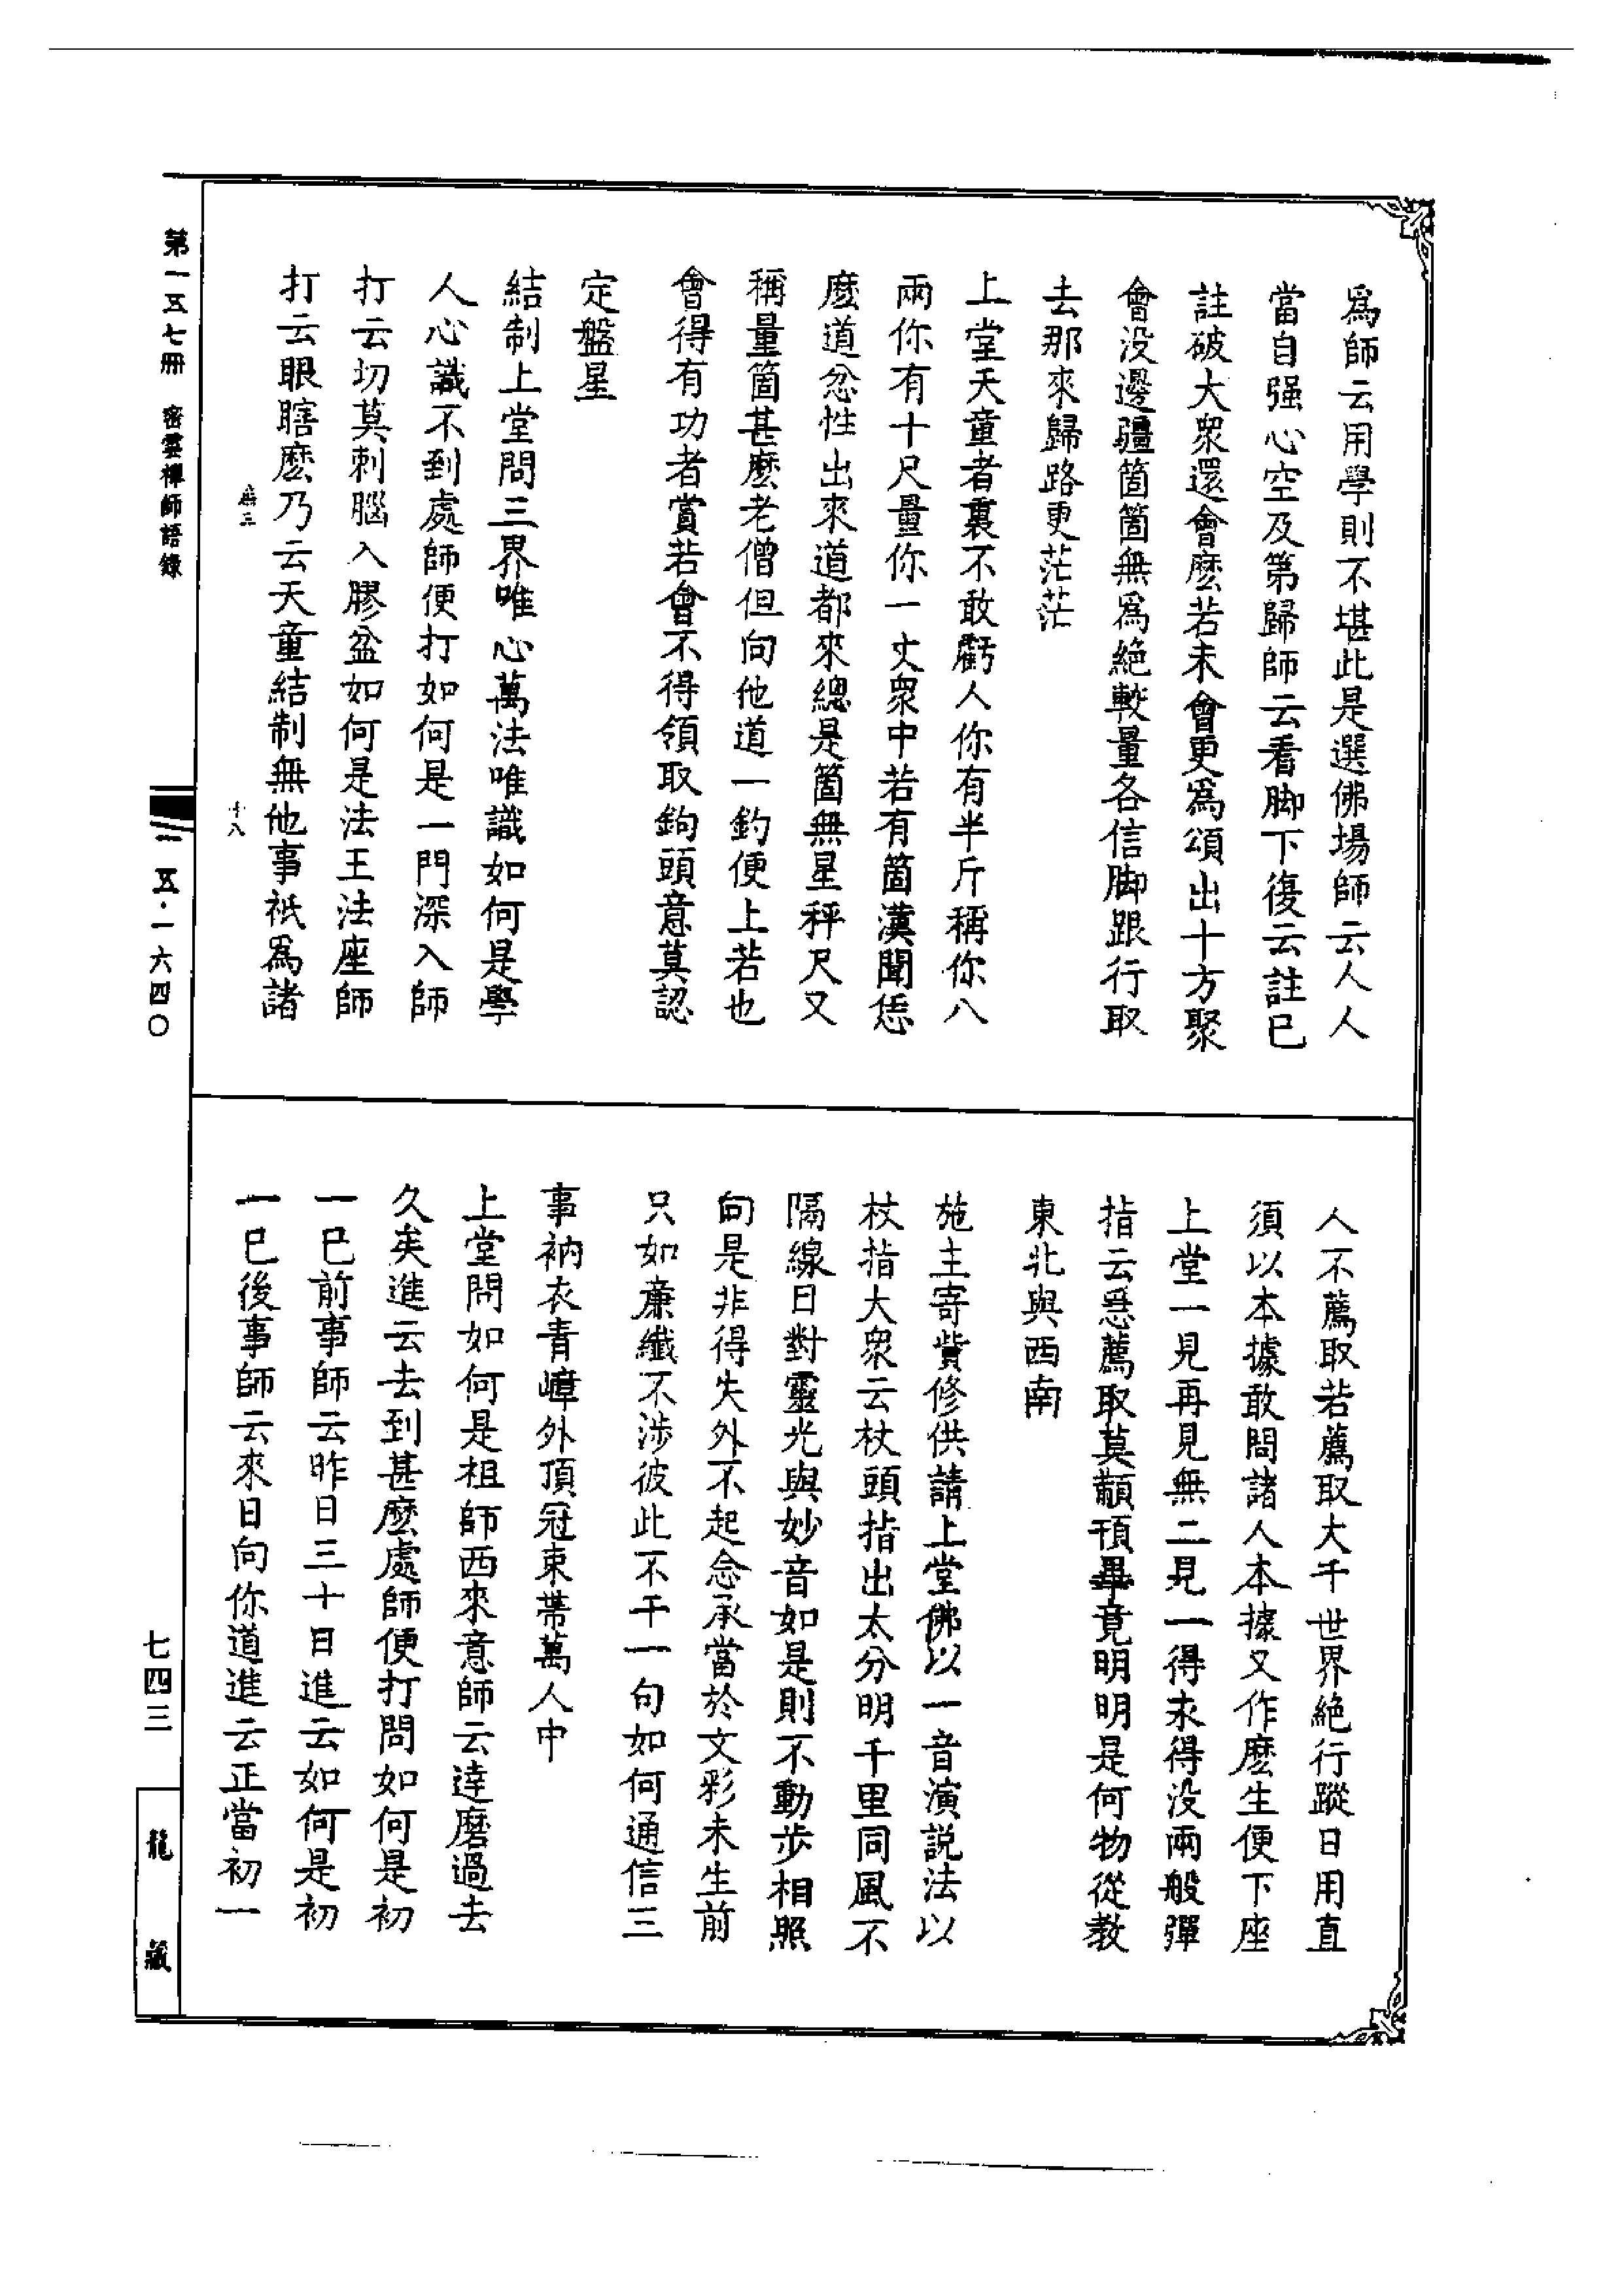 爲師云用學則不堪此是選佛場師云人人
當自强心空及第歸師云看脚下復云註已
註破大衆還會麽若未會更爲頌出十方聚
會没邊疆箇箇無爲絶較量各信脚跟行取
去那來歸路更茫茫
上堂天童者裏不敢虧人你有半斤稱你八
兩你有十尺量你一丈衆中若有箇漢聞恁
麽道忿性出來道都來總是箇無星秤尺又
稱量箇甚麽老僧但向他道一釣便上若也
會得有功者賞若會不得領取鉤頭意莫認
定盤星
結制上堂問三界唯心萬法唯識如何是學
人心識不到處師便打如何是一門深入師
打云切莫刺腦入膠盆如何是法王法座師
打云眼瞎麽乃云天童結制無他事祇爲諸
人不薦取若薦取大千世界絶行蹤日用直
須以本據敢問諸人本據又作麽生便下座
上堂一見再見無二見一得未得没兩般彈
指云急薦取莫顢頇畢竟明明是何物從教
東北與西南
施主寄貲修供請上堂佛以一音演説法以
杖指大衆云杖頭指出太分明千里同風不
隔線日對靈光與妙音如是則不動步相照
向是非得失外不起念承當於文彩未生前
只如廉纖不涉彼此不干一句如何通信三
事衲衣青嶂外頂冠束帶萬人中
上堂問如何是祖師西來意師云達磨過去
久矣進云去到甚麽處師便打問如何是初
一已前事師云昨日三十日進云如何是初
一已後事師云來日向你道進云正當初一
第一五七册 密雲禪師語錄
五·一六四〇
七四三
龍藏